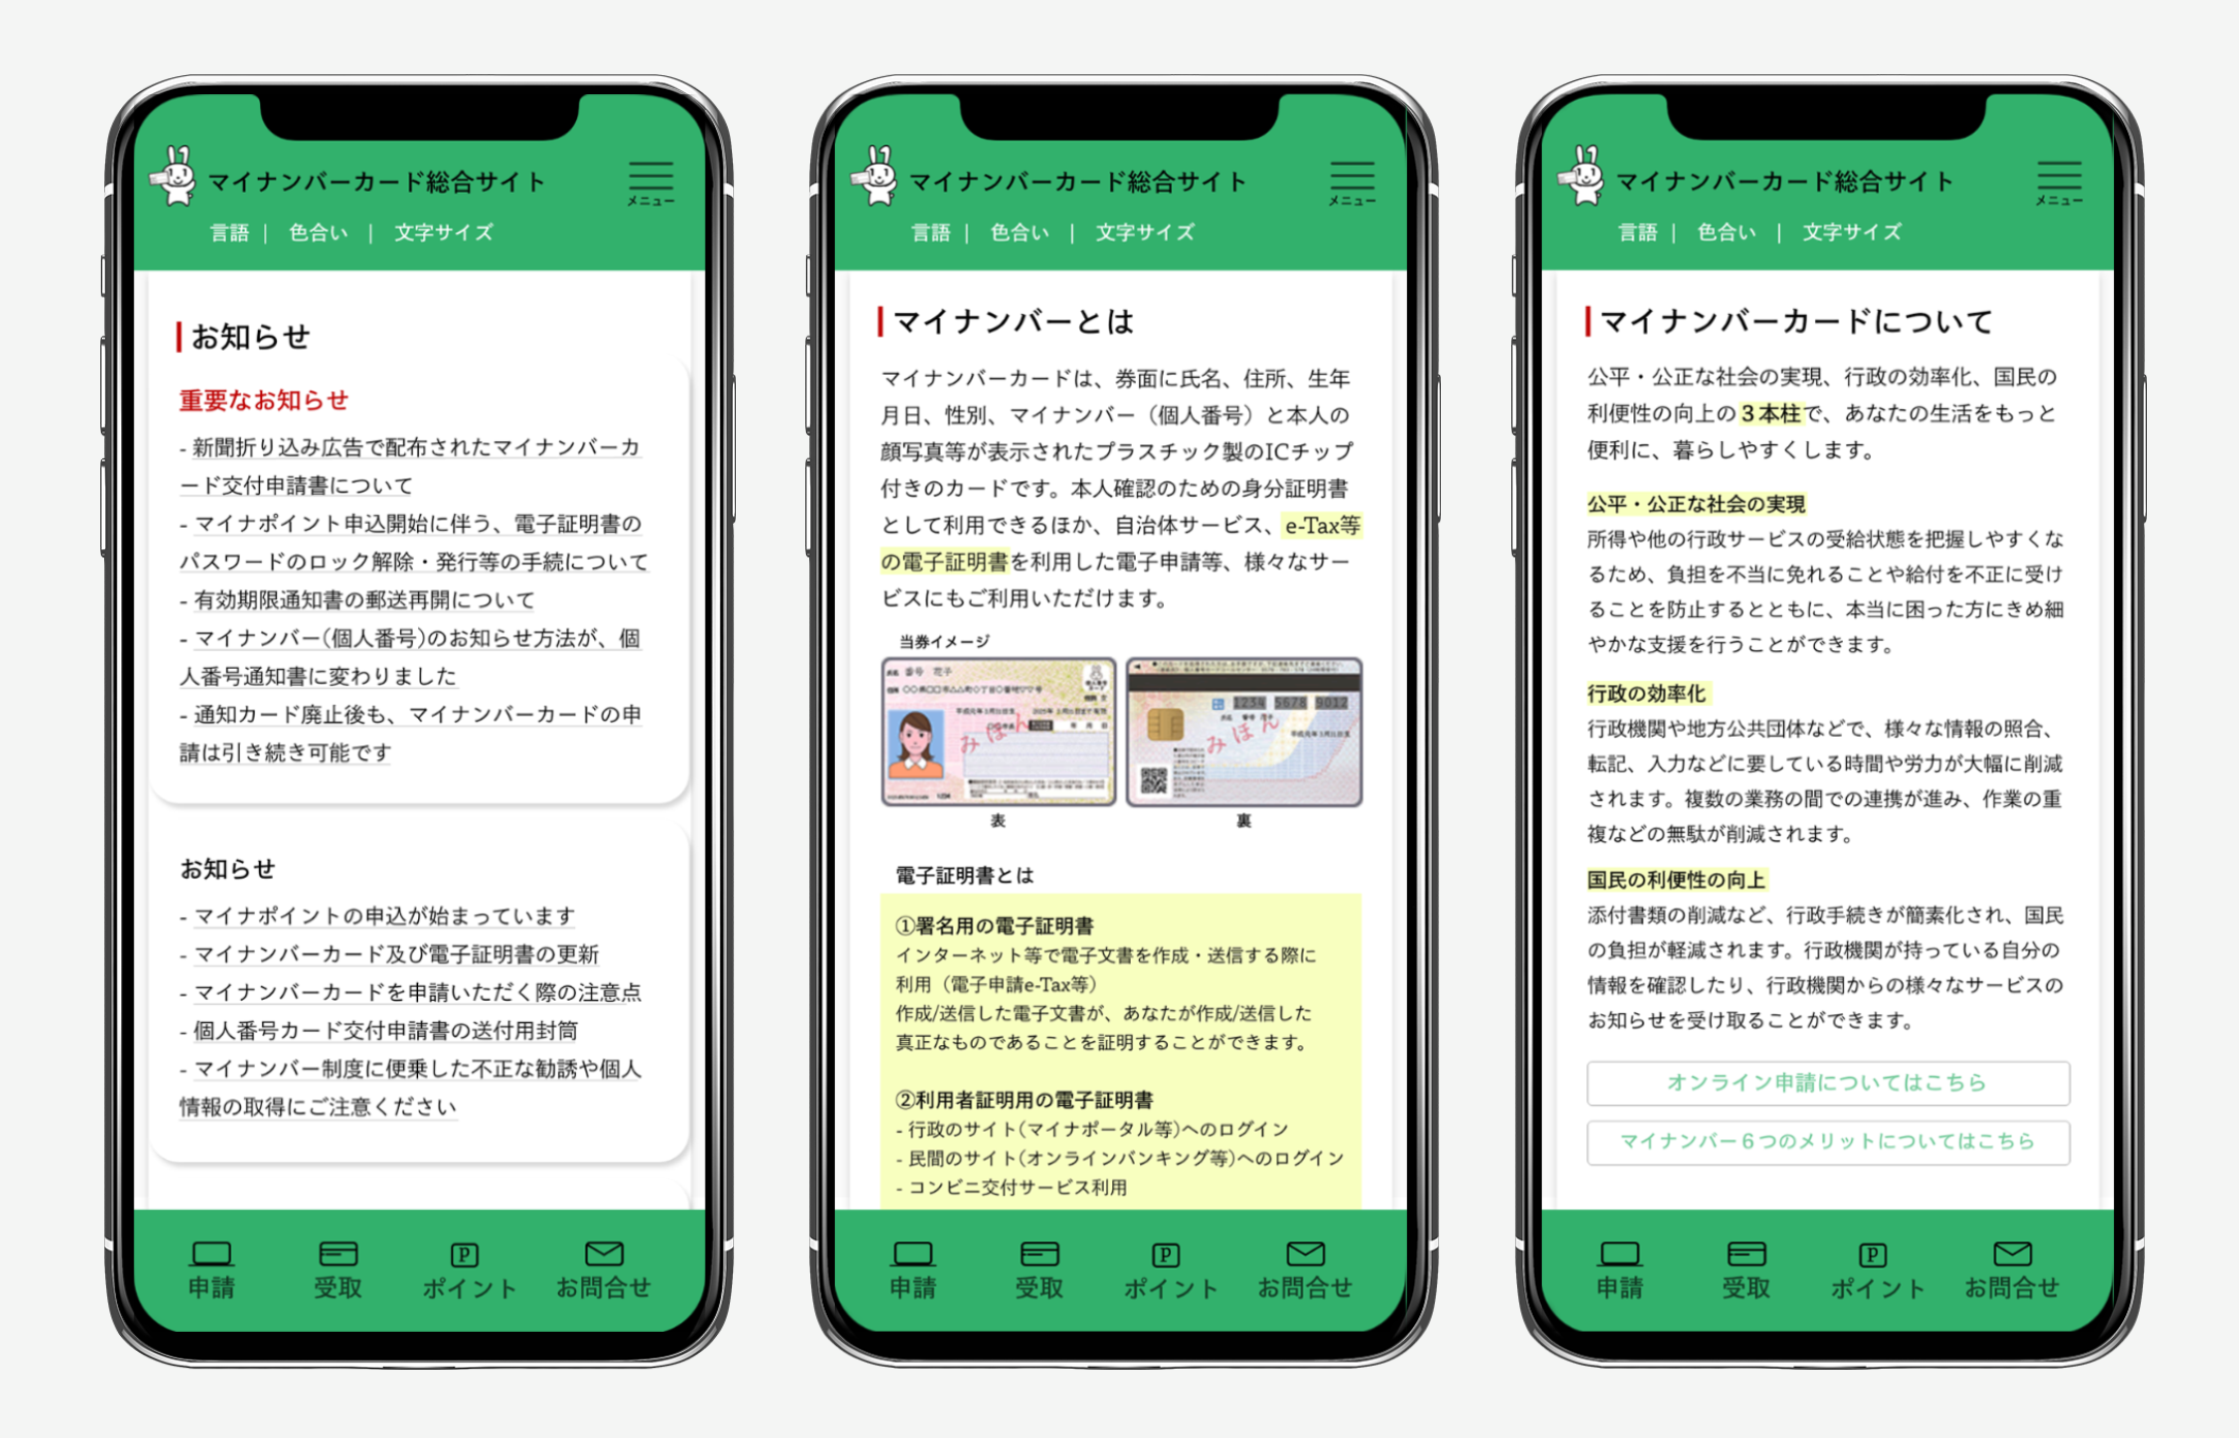 マイナンバーカード総合サイト
メニュー
言語 | 色合い | 文字サイズ
お知らせ
重要なお知らせ
- 新聞折り込み広告で配布されたマイナンバーカ
ード交付申請書について
- マイナポイント申込開始に伴う、電子証明書の
パスワードのロック解除・発行等の手続について
- 有効期限通知書の郵送再開について
- マイナンバー(個人番号)のお知らせ方法が、個
人番号通知書に変わりました
- 通知カード廃止後も、マイナンバーカードの申
請は引き続き可能です
お知らせ
- マイナポイントの申込が始まっています
- マイナンバーカード及び電子証明書の更新
- マイナンバーカードを申請いただく際の注意点
- 個人番号カード交付申請書の送付用封筒
- マイナンバー制度に便乗した不正な勧誘や個人
情報の取得にご注意ください
申請
受取
P
ポイント
お問合せ
マイナンバーカード総合サイト
メニュー
言語 | 色合い | 文字サイズ
マイナンバーとは
マイナンバーカードは、券面に氏名、住所、生年
月日、性別、マイナンバー（個人番号）と本人の
顔写真等が表示されたプラスチック製のICチップ
付きのカードです。本人確認のための身分証明書
として利用できるほか、自治体サービス、e-Tax等
の電子証明書を利用した電子申請等、様々なサー
ビスにもご利用いただけます。
当券イメージ
氏名 番号 花子
みほん
1234
表
1234 5678 9012
氏名 番号 花子
みほん
裏
電子証明書とは
①署名用の電子証明書
インターネット等で電子文書を作成・送信する際に
利用（電子申請e-Tax等）
作成/送信した電子文書が、あなたが作成/送信した
真正なものであることを証明することができます。
②利用者証明用の電子証明書
- 行政のサイト(マイナポータル等)へのログイン
- 民間のサイト(オンラインバンキング等)へのログイン
- コンビニ交付サービス利用
申請
受取
P
ポイント
お問合せ
マイナンバーカード総合サイト
メニュー
言語 | 色合い | 文字サイズ
マイナンバーカードについて
公平・公正な社会の実現、行政の効率化、国民の
利便性の向上の３本柱で、あなたの生活をもっと
便利に、暮らしやすくします。
公平・公正な社会の実現
所得や他の行政サービスの受給状態を把握しやすくな
るため、負担を不当に免れることや給付を不正に受け
ることを防止するとともに、本当に困った方にきめ細
やかな支援を行うことができます。
行政の効率化
行政機関や地方公共団体などで、様々な情報の照合、
転記、入力などに要している時間や労力が大幅に削減
されます。複数の業務の間での連携が進み、作業の重
複などの無駄が削減されます。
国民の利便性の向上
添付書類の削減など、行政手続きが簡素化され、国民
の負担が軽減されます。行政機関が持っている自分の
情報を確認したり、行政機関からの様々なサービスの
お知らせを受け取ることができます。
オンライン申請についてはこちら
マイナンバー６つのメリットについてはこちら
申請
受取
P
ポイント
お問合せ